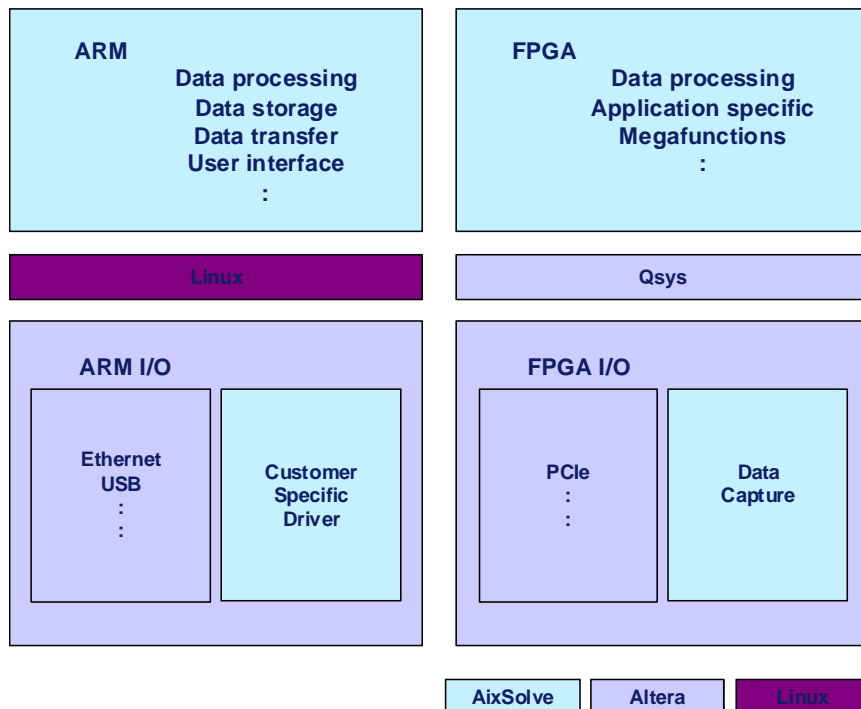 ARM
Data processing
Data storage
Data transfer
User interface
:
FPGA
Data processing
Application specific
Megafunctions
:
Linux
Qsys
ARM I/O
Ethernet
USB
:
:
Customer
Specific
Driver
FPGA I/O
PCIe
:
:
Data
Capture
AixSolve
Altera
Linux